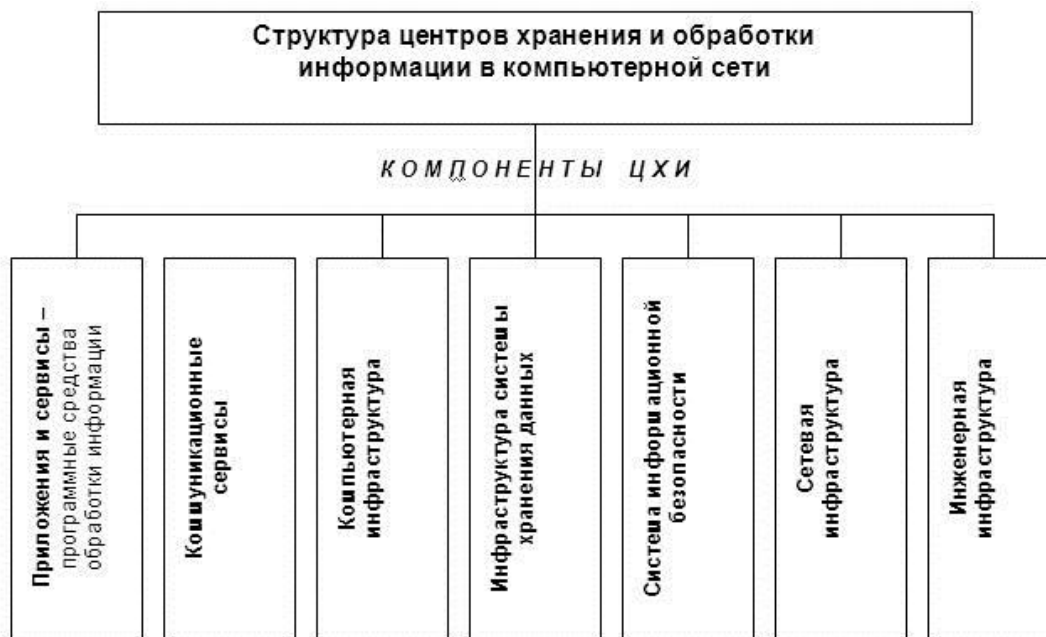 Структура центров хранения и обработки
информации в компьютерной сети
КОМПОНЕНТЫ ЦХИ
Приложения и сервисы –
программные средства
обработки информации
Коммуникационные
сервисы
Компьютерная
инфраструктура
Инфраструктура системы
хранения данных
Система информационной
безопасности
Сетевая
инфраструктура
Инженерная
инфраструктура